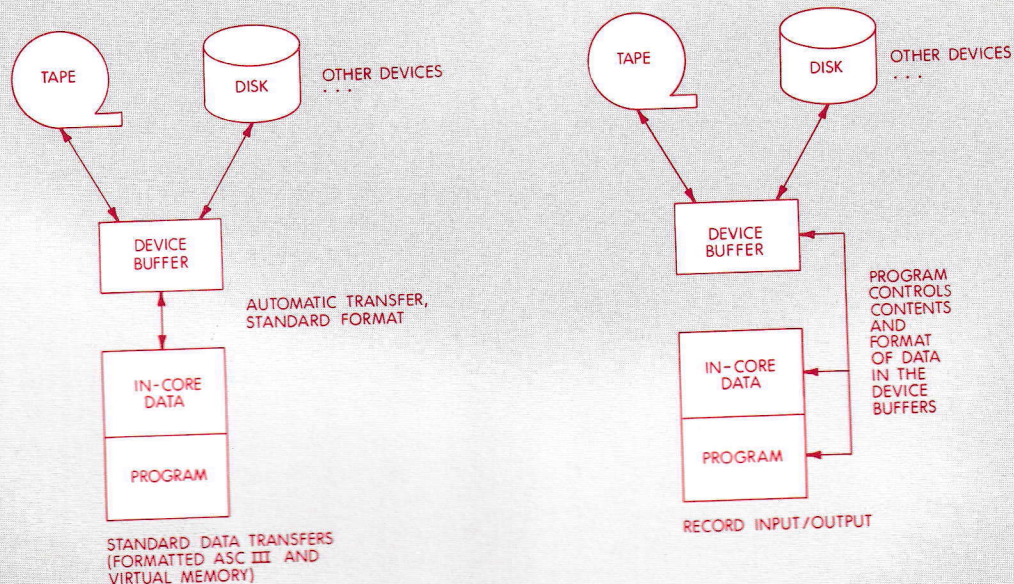 TAPE
DISK
OTHER DEVICES
. . .
DEVICE
BUFFER
AUTOMATIC TRANSFER,
STANDARD FORMAT
IN-CORE
DATA
PROGRAM
STANDARD DATA TRANSFERS
(FORMATTED ASC III AND
VIRTUAL MEMORY)
TAPE
DISK
OTHER DEVICES
. . .
DEVICE
BUFFER
PROGRAM
CONTROLS
CONTENTS
AND
FORMAT
OF DATA
IN THE
DEVICE
BUFFERS
IN-CORE
DATA
PROGRAM
RECORD INPUT/OUTPUT